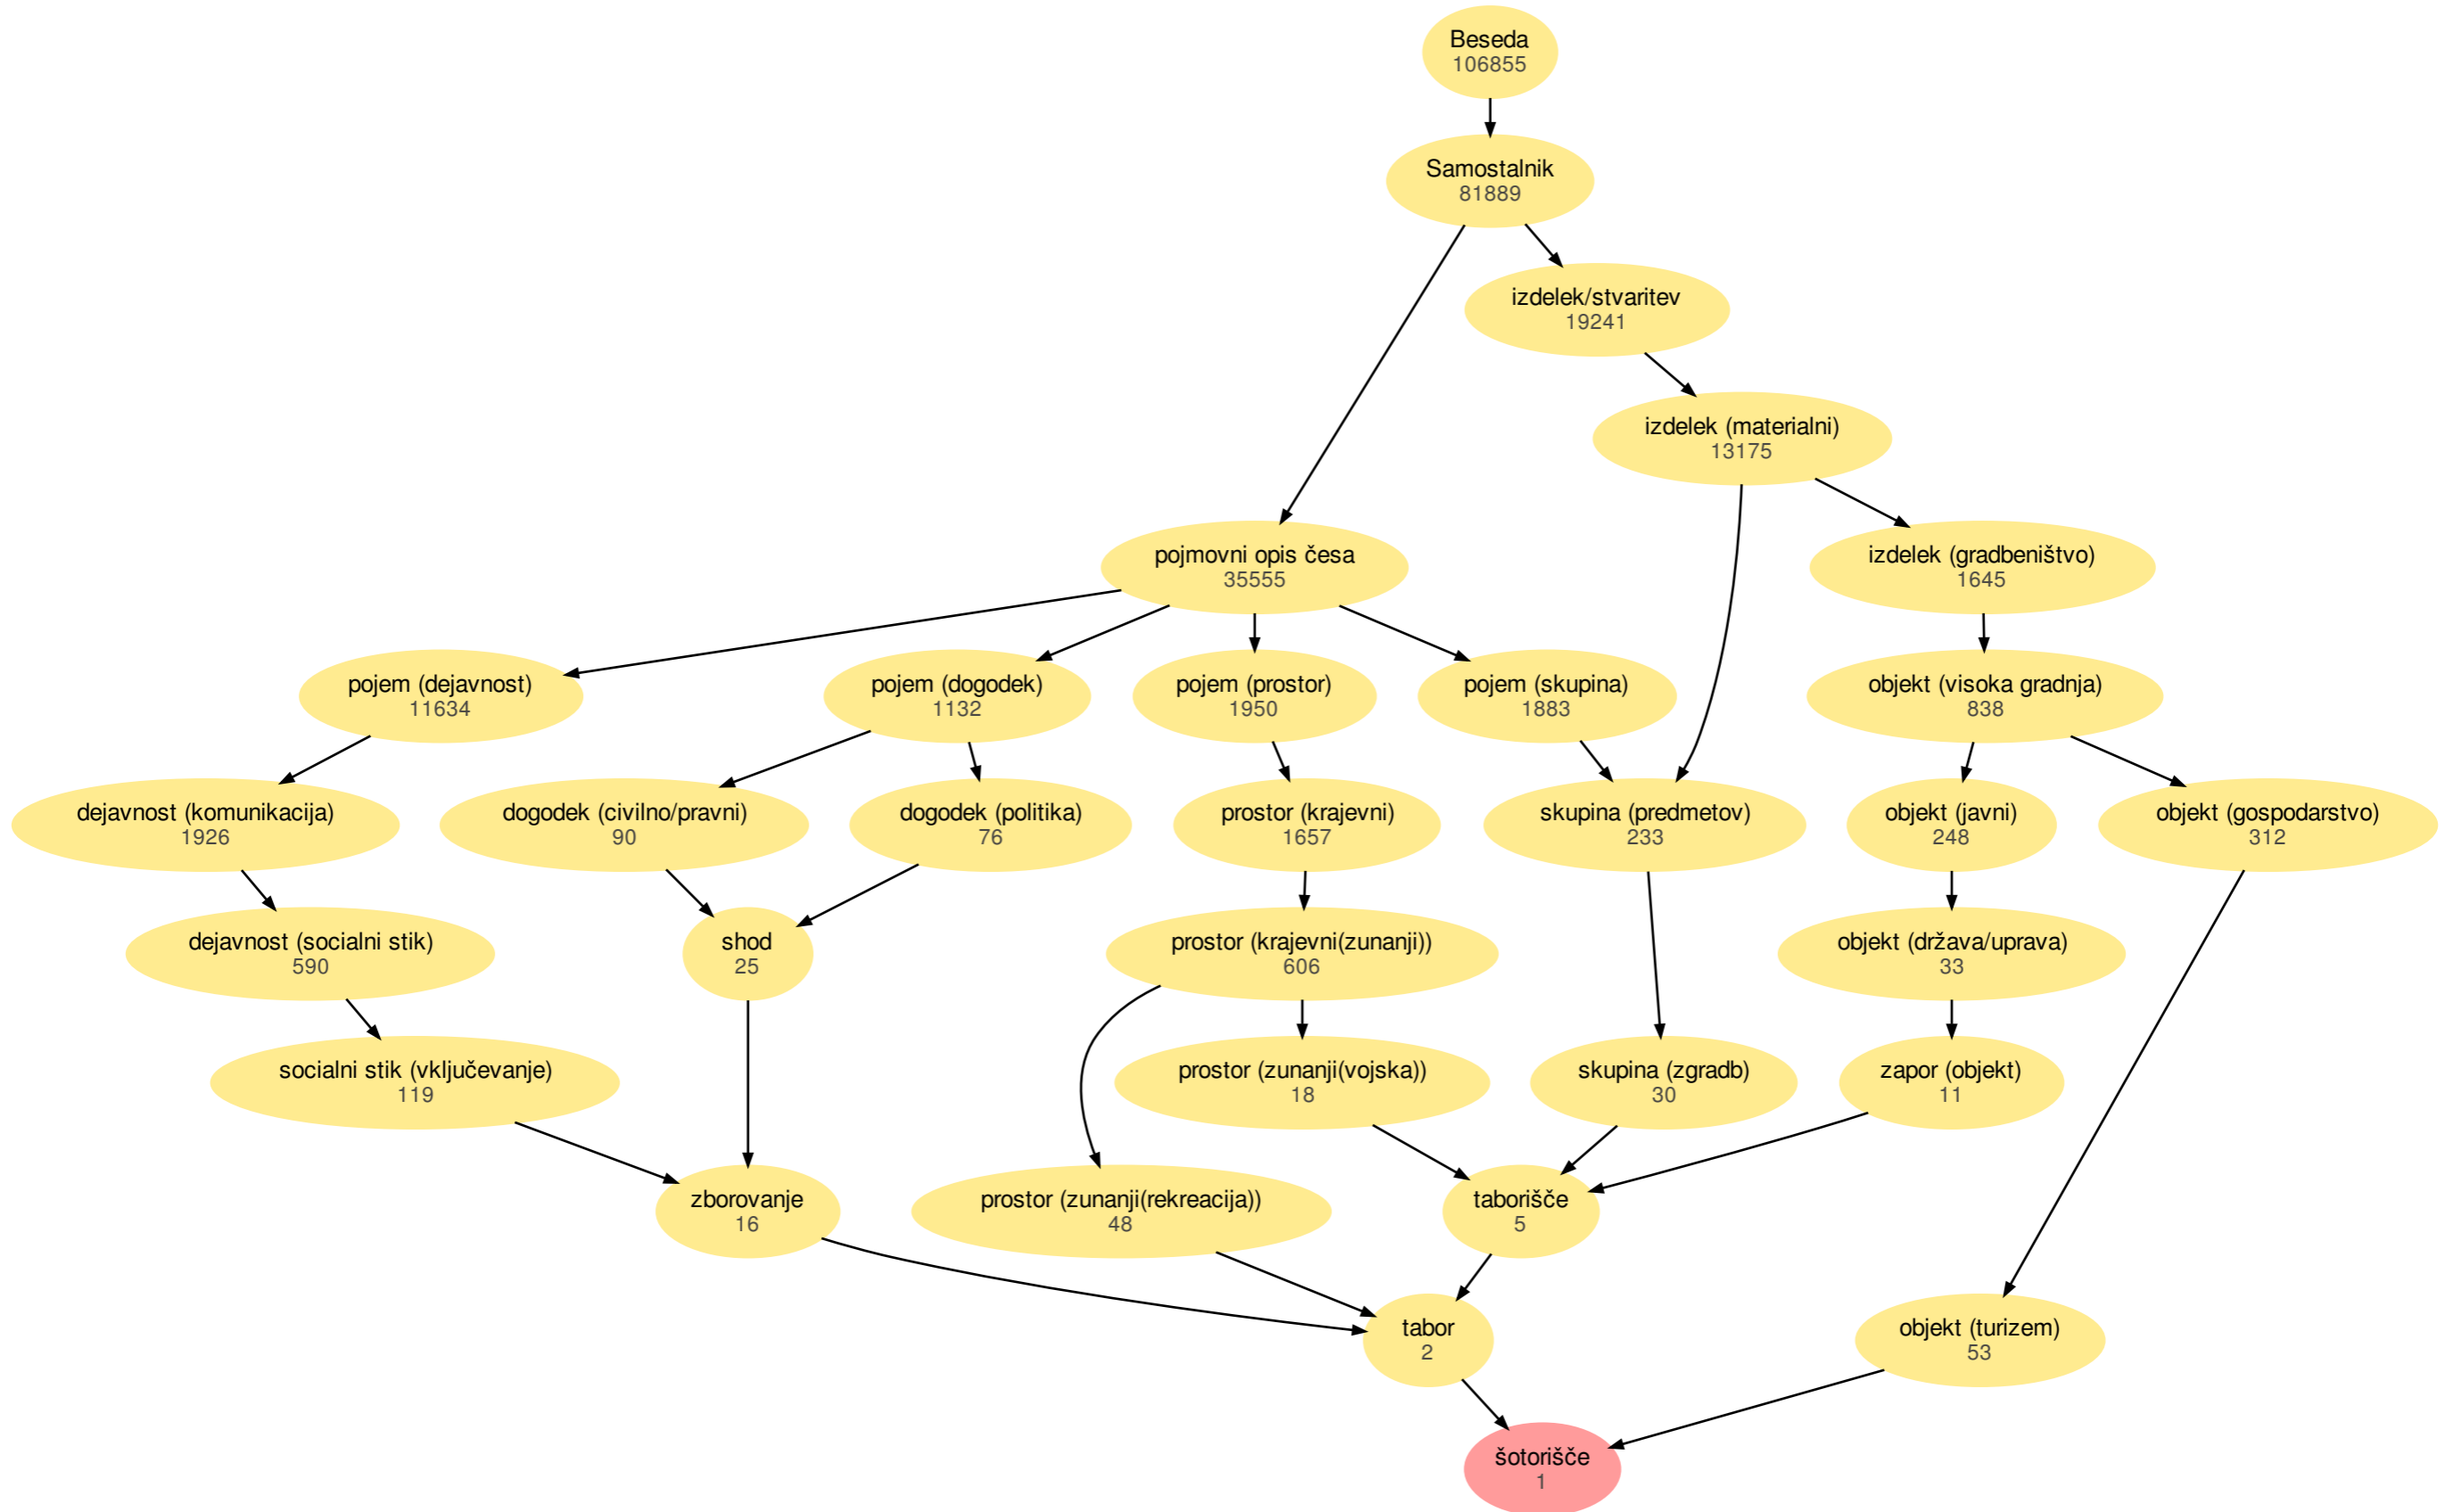 Beseda
106855
Samostalnik
81889
izdelek/stvaritev
19241
izdelek (materialni)
13175
pojmovni opis česa
35555
izdelek (gradbeništvo)
1645
pojem (dejavnost)
11634
pojem (dogodek)
1132
pojem (prostor)
1950
pojem (skupina)
1883
objekt (visoka gradnja)
838
dejavnost (komunikacija)
1926
dogodek (civilno/pravni)
90
dogodek (politika)
76
prostor (krajevni)
1657
skupina (predmetov)
233
objekt (javni)
248
objekt (gospodarstvo)
312
dejavnost (socialni stik)
590
shod
25
prostor (krajevni(zunanji))
606
objekt (država/uprava)
33
socialni stik (vključevanje)
119
prostor (zunanji(vojska))
18
skupina (zgradb)
30
zapor (objekt)
11
zborovanje
16
prostor (zunanji(rekreacija))
48
taborišče
5
tabor
2
objekt (turizem)
53
šotorišče
1